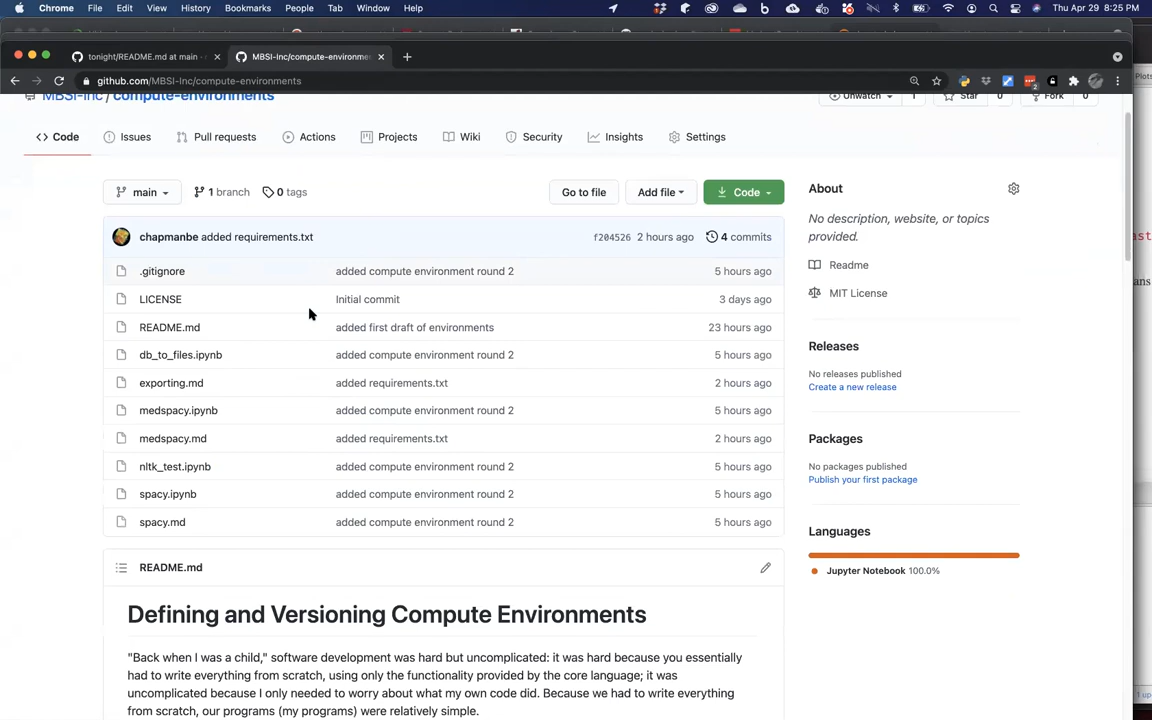 Chrome File Edit View History Bookmarks People Tab Window Help Thu Apr 29 8:25 PM
tonight/README.md at main · MBSI-Inc/compute-environme
github.com/MBSI-Inc/compute-environments Plots
MBSI-Inc / compute-environments Unwatch 1 Star 0 Fork 0
Code Issues Pull requests Actions Projects Wiki Security Insights Settings
main 1 branch 0 tags Go to file Add file Code
chapmanbe added requirements.txt f204526 2 hours ago 4 commits
.gitignore added compute environment round 2 5 hours ago
LICENSE Initial commit 3 days ago
README.md added first draft of environments 23 hours ago
db_to_files.ipynb added compute environment round 2 5 hours ago
exporting.md added requirements.txt 2 hours ago
medspacy.ipynb added compute environment round 2 5 hours ago
medspacy.md added requirements.txt 2 hours ago
nltk_test.ipynb added compute environment round 2 5 hours ago
spacy.ipynb added compute environment round 2 5 hours ago
spacy.md added compute environment round 2 5 hours ago
About
No description, website, or topics
provided.
Readme
MIT License
Releases
No releases published
Create a new release
Packages
No packages published
Publish your first package
Languages
Jupyter Notebook 100.0%
README.md
Defining and Versioning Compute Environments
"Back when I was a child," software development was hard but uncomplicated: it was hard because you essentially
had to write everything from scratch, using only the functionality provided by the core language; it was
uncomplicated because I only needed to worry about what my own code did. Because we had to write everything
from scratch, our programs (my programs) were relatively simple.